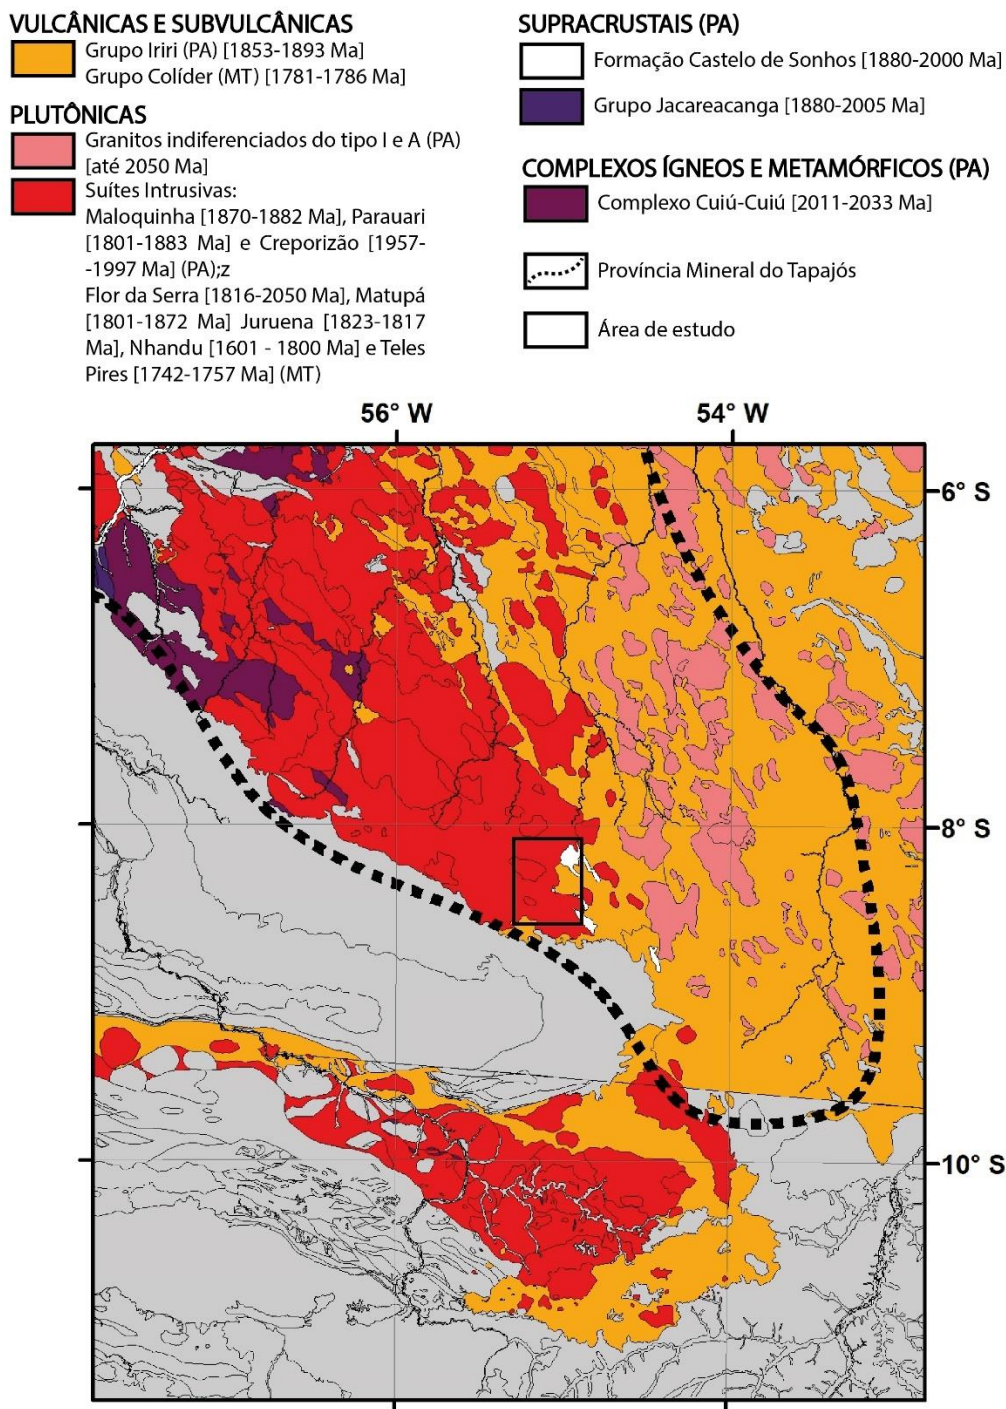 VULCÂNICAS E SUBVULCÂNICAS
Grupo Iriri (PA) [1853-1893 Ma]
Grupo Colíder (MT) [1781-1786 Ma]
PLUTÔNICAS
Granitos indiferenciados do tipo I e A (PA)
[até 2050 Ma]
Suítes Intrusivas:
Maloquinha [1870-1882 Ma], Parauari
[1801-1883 Ma] e Creporizão [1957-
-1997 Ma] (PA);z
Flor da Serra [1816-2050 Ma], Matupá
[1801-1872 Ma] Juruena [1823-1817
Ma], Nhandu [1601 - 1800 Ma] e Teles
Pires [1742-1757 Ma] (MT)
SUPRACRUSTAIS (PA)
Formação Castelo de Sonhos [1880-2000 Ma]
Grupo Jacareacanga [1880-2005 Ma]
COMPLEXOS ÍGNEOS E METAMÓRFICOS (PA)
Complexo Cuiú-Cuiú [2011-2033 Ma]
Província Mineral do Tapajós
Área de estudo
56° W
54° W
6° S
8° S
10° S